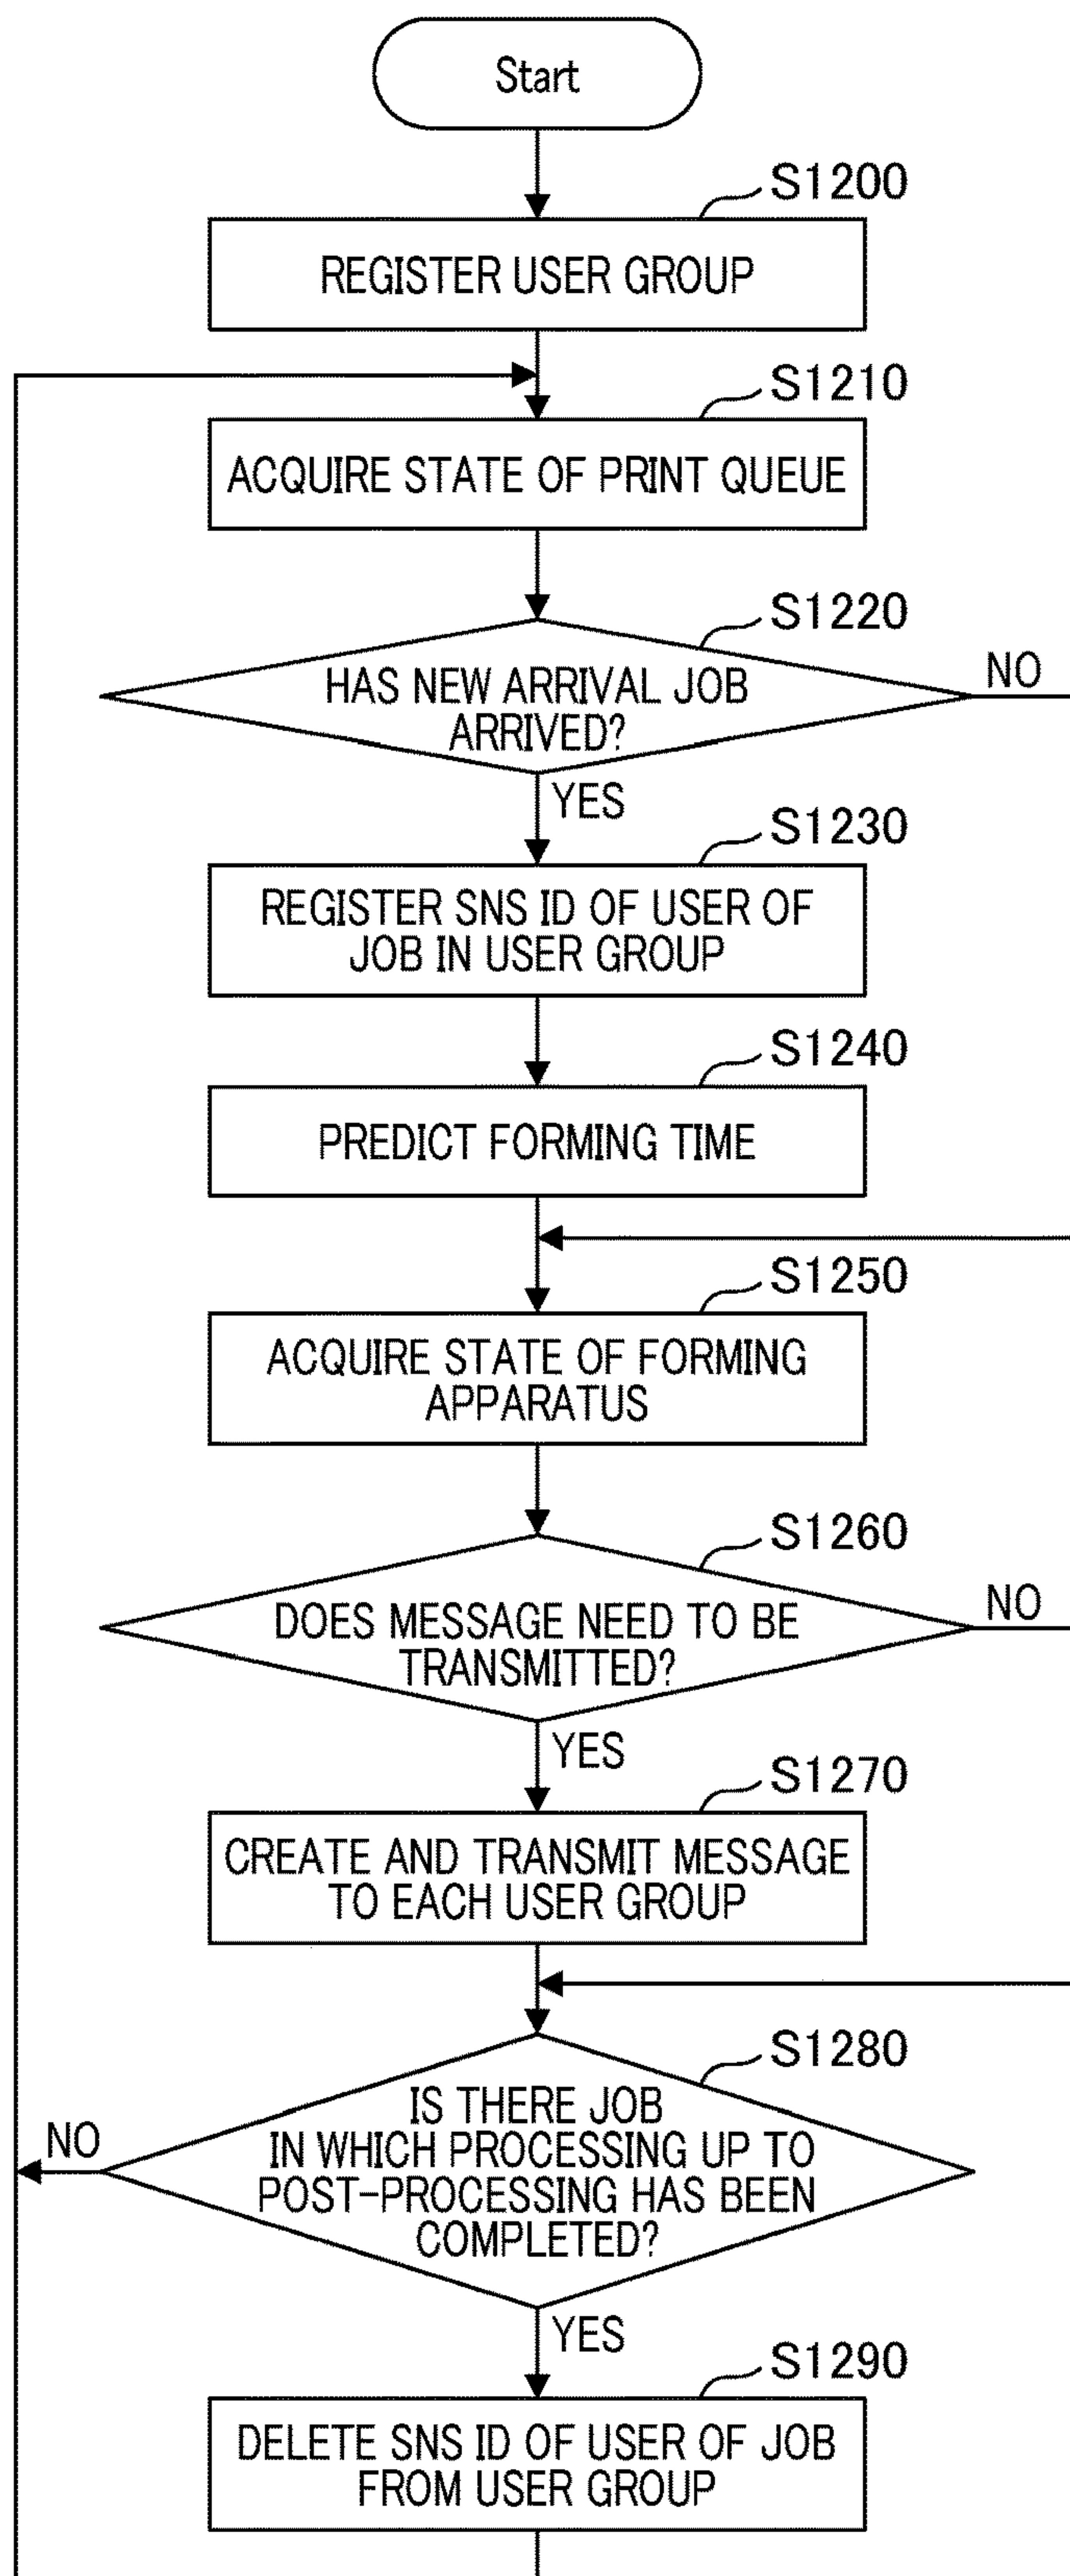 Start
S1200
REGISTER USER GROUP
S1210
ACQUIRE STATE OF PRINT QUEUE
S1220
HAS NEW ARRIVAL JOB
ARRIVED?
NO
YES
S1230
REGISTER SNS ID OF USER OF
JOB IN USER GROUP
S1240
PREDICT FORMING TIME
S1250
ACQUIRE STATE OF FORMING
APPARATUS
S1260
DOES MESSAGE NEED TO BE
TRANSMITTED?
NO
YES
S1270
CREATE AND TRANSMIT MESSAGE
TO EACH USER GROUP
S1280
IS THERE JOB
IN WHICH PROCESSING UP TO
POST-PROCESSING HAS BEEN
COMPLETED?
NO
YES
S1290
DELETE SNS ID OF USER OF JOB
FROM USER GROUP